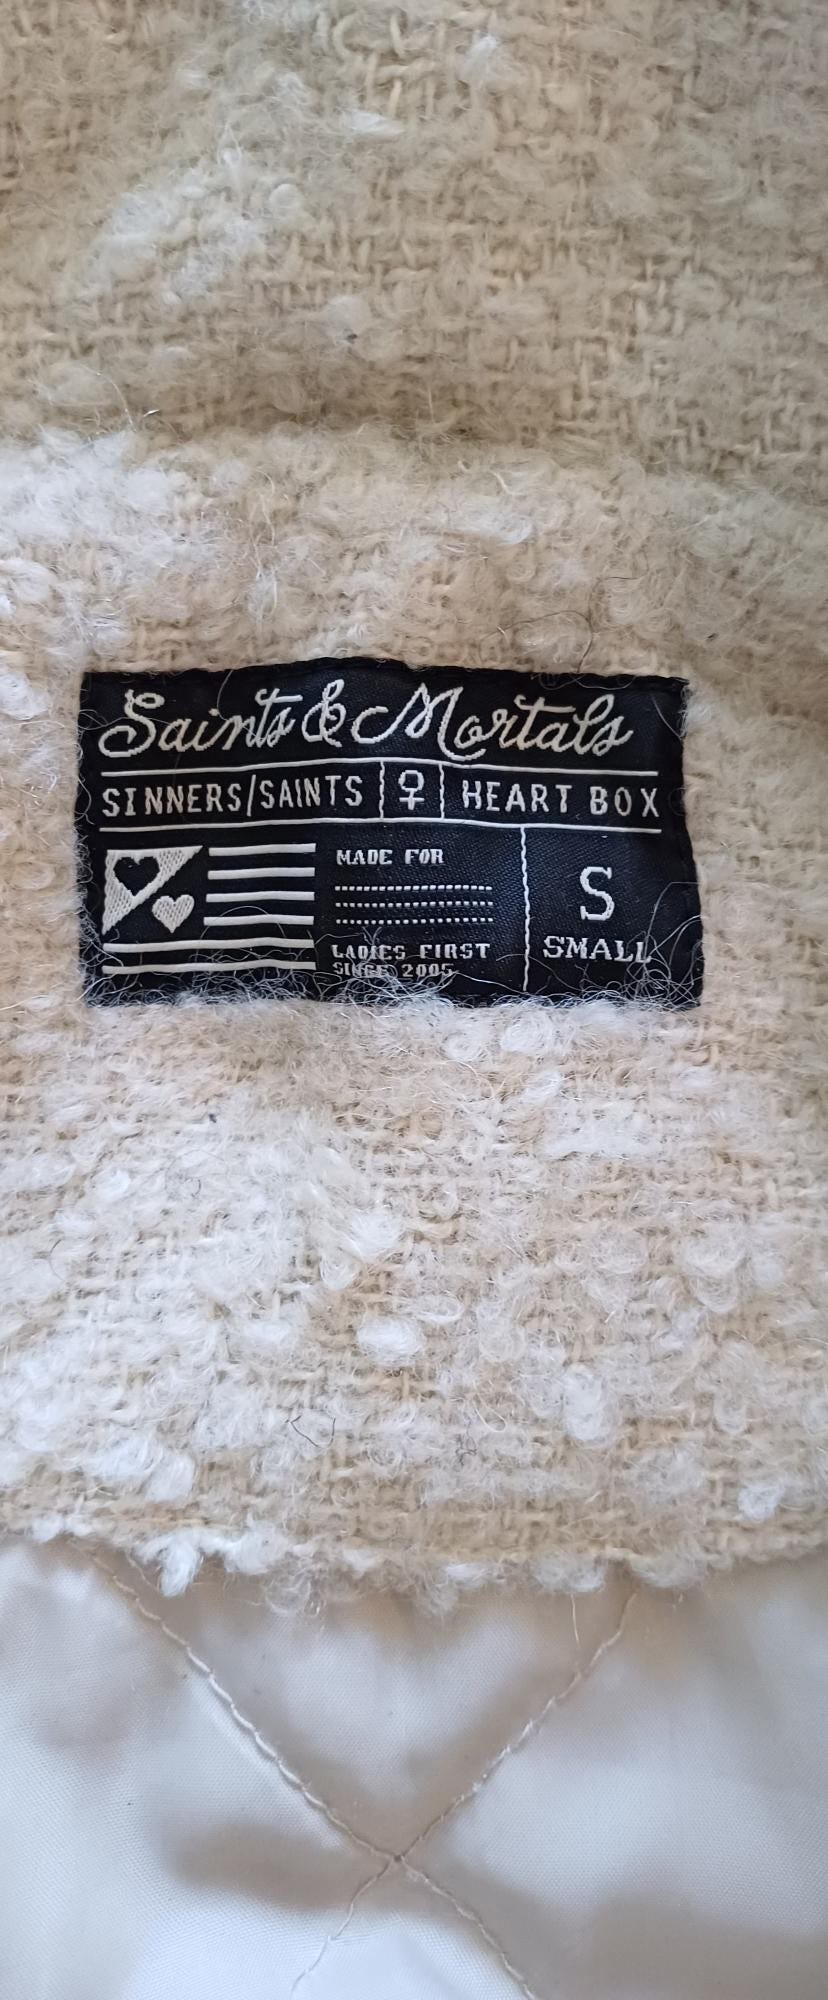 Saints & Mortals
SINNERS/SAINTS ♀ HEART BOX
MADE FOR
LADIES FIRST
SINCE 2005
S
SMALL